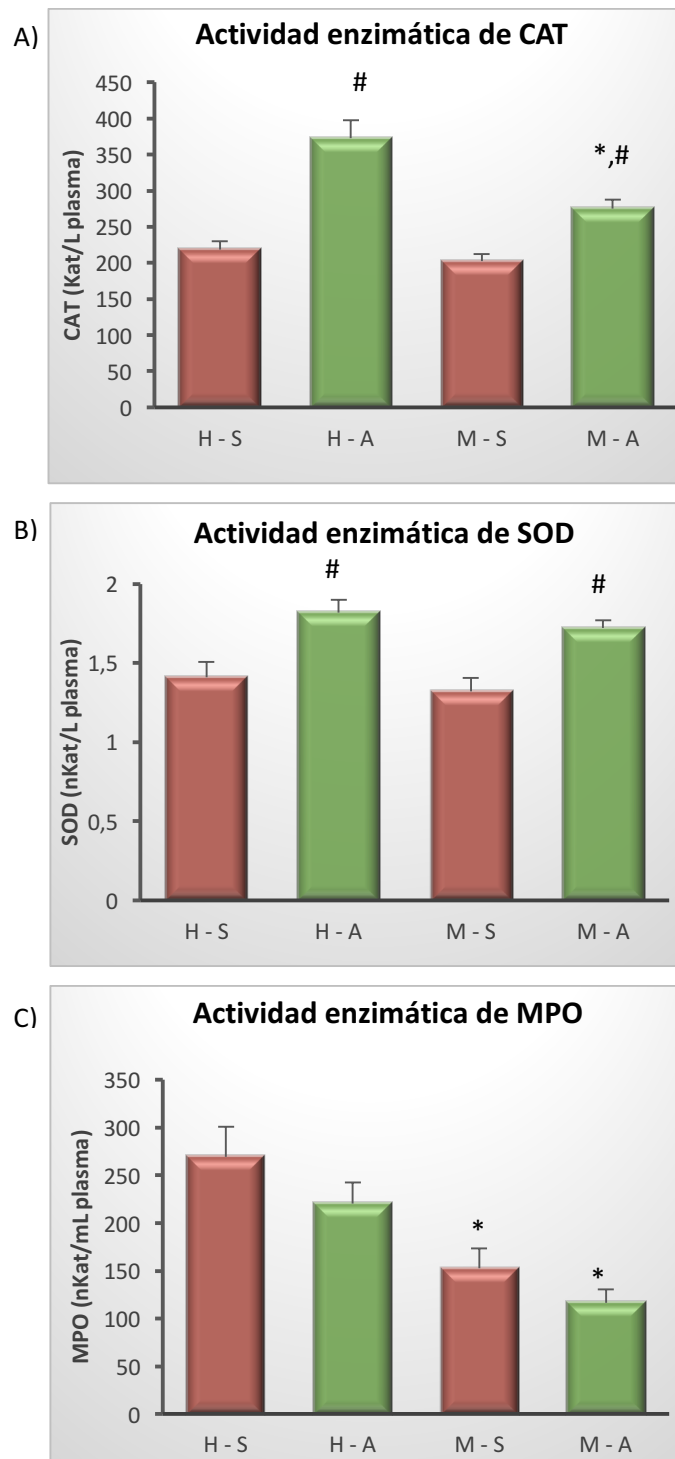 A)
Actividad enzimática de CAT
CAT (Kat/L plasma)
450
400
350
300
250
200
150
100
50
0
#
*,#
H - S
H - A
M - S
M - A
B)
Actividad enzimática de SOD
SOD (nKat/L plasma)
2
1,5
1
0,5
0
#
#
H - S
H - A
M - S
M - A
C)
Actividad enzimática de MPO
MPO (nKat/mL plasma)
350
300
250
200
150
100
50
0
*
*
H - S
H - A
M - S
M - A